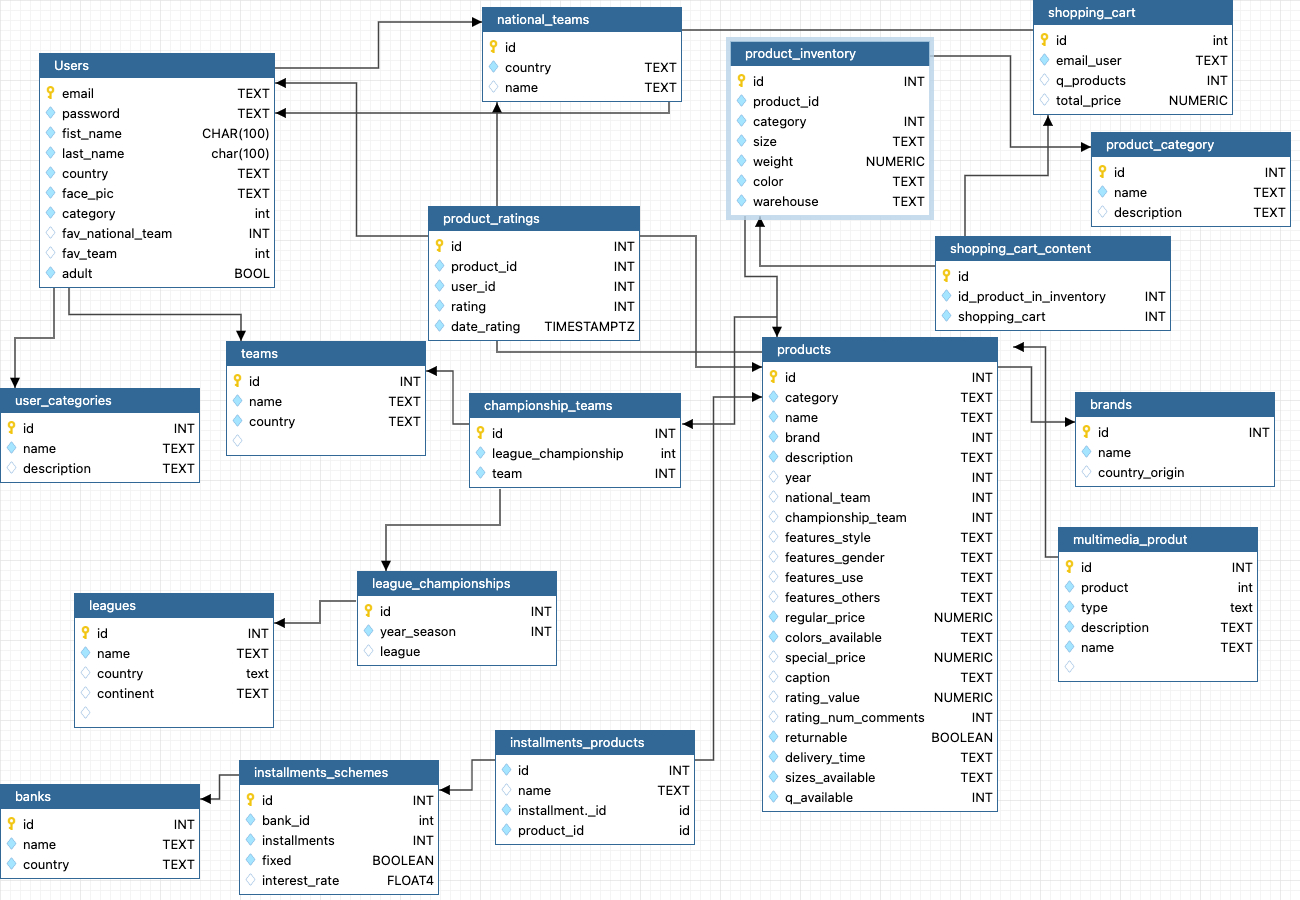 national_teams
id
country TEXT
name TEXT
shopping_cart
id int
email_user TEXT
q_products INT
total_price NUMERIC
product_inventory
id INT
product_id
category INT
size TEXT
weight NUMERIC
color TEXT
warehouse TEXT
Users
email TEXT
password TEXT
fist_name CHAR(100)
last_name char(100)
country TEXT
face_pic TEXT
category int
fav_national_team INT
fav_team int
adult BOOL
product_category
id INT
name TEXT
description TEXT
product_ratings
id INT
product_id INT
user_id INT
rating INT
date_rating TIMESTAMPTZ
shopping_cart_content
id
id_product_in_inventory INT
shopping_cart INT
teams
id INT
name TEXT
country TEXT
products
id INT
category TEXT
name TEXT
brand INT
description TEXT
year INT
national_team INT
championship_team INT
features_style TEXT
features_gender TEXT
features_use TEXT
features_others TEXT
regular_price NUMERIC
colors_available TEXT
special_price NUMERIC
caption TEXT
rating_value NUMERIC
rating_num_comments INT
returnable BOOLEAN
delivery_time TEXT
sizes_available TEXT
q_available INT
user_categories
id INT
name TEXT
description TEXT
championship_teams
id INT
league_championship int
team INT
brands
id INT
name
country_origin
multimedia_produt
id INT
product int
type text
description TEXT
name TEXT
league_championships
id INT
year_season INT
league
leagues
id INT
name TEXT
country text
continent TEXT
installments_products
id INT
name TEXT
installment._id id
product_id id
installments_schemes
id INT
bank_id int
installments INT
fixed BOOLEAN
interest_rate FLOAT4
banks
id INT
name TEXT
country TEXT